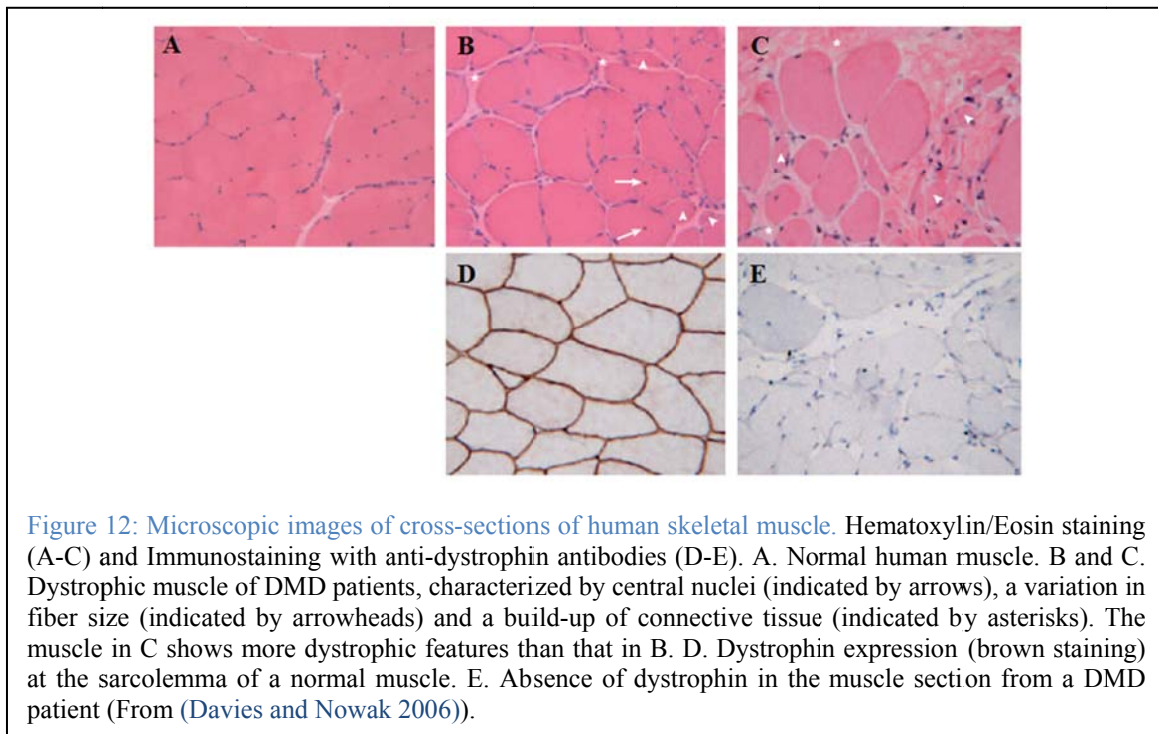 A
B
C
D
E
Figure 12: Microscopic images of cross-sections of human skeletal muscle. Hematoxylin/Eosin staining
(A-C) and Immunostaining with anti-dystrophin antibodies (D-E). A. Normal human muscle. B and C.
Dystrophic muscle of DMD patients, characterized by central nuclei (indicated by arrows), a variation in
fiber size (indicated by arrowheads) and a build-up of connective tissue (indicated by asterisks). The
muscle in C shows more dystrophic features than that in B. D. Dystrophin expression (brown staining)
at the sarcolemma of a normal muscle. E. Absence of dystrophin in the muscle section from a DMD
patient (From (Davies and Nowak 2006)).